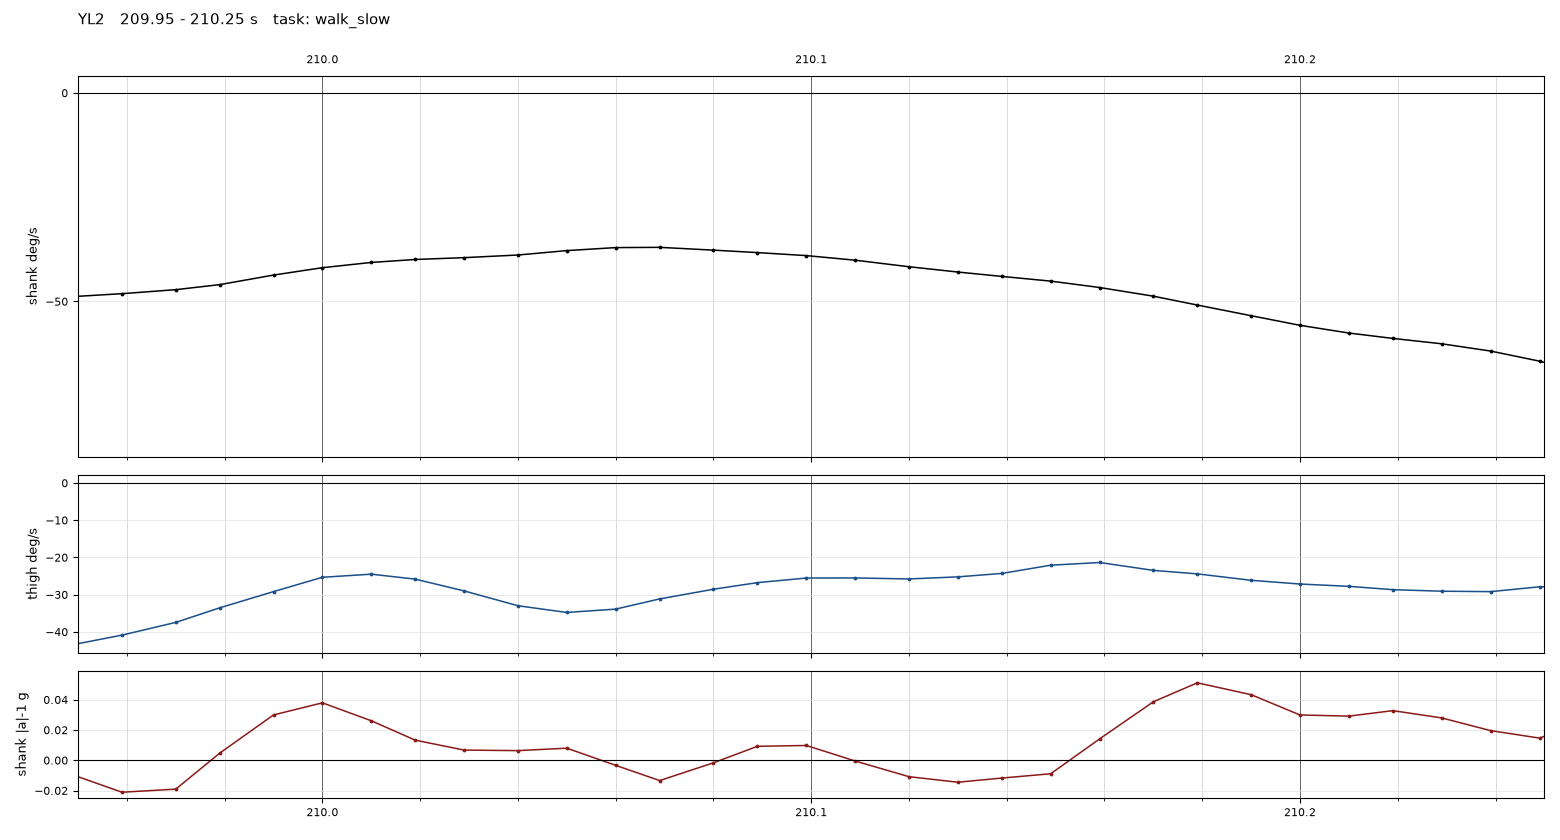 YL2 209.95 - 210.25 s task: walk_slow
210.0 210.1 210.2
0
shank deg/s
−50
0
−10
−20
thigh deg/s
−30
−40
0.04
0.02
shank |a|-1 g
0.00
−0.02
210.0 210.1 210.2